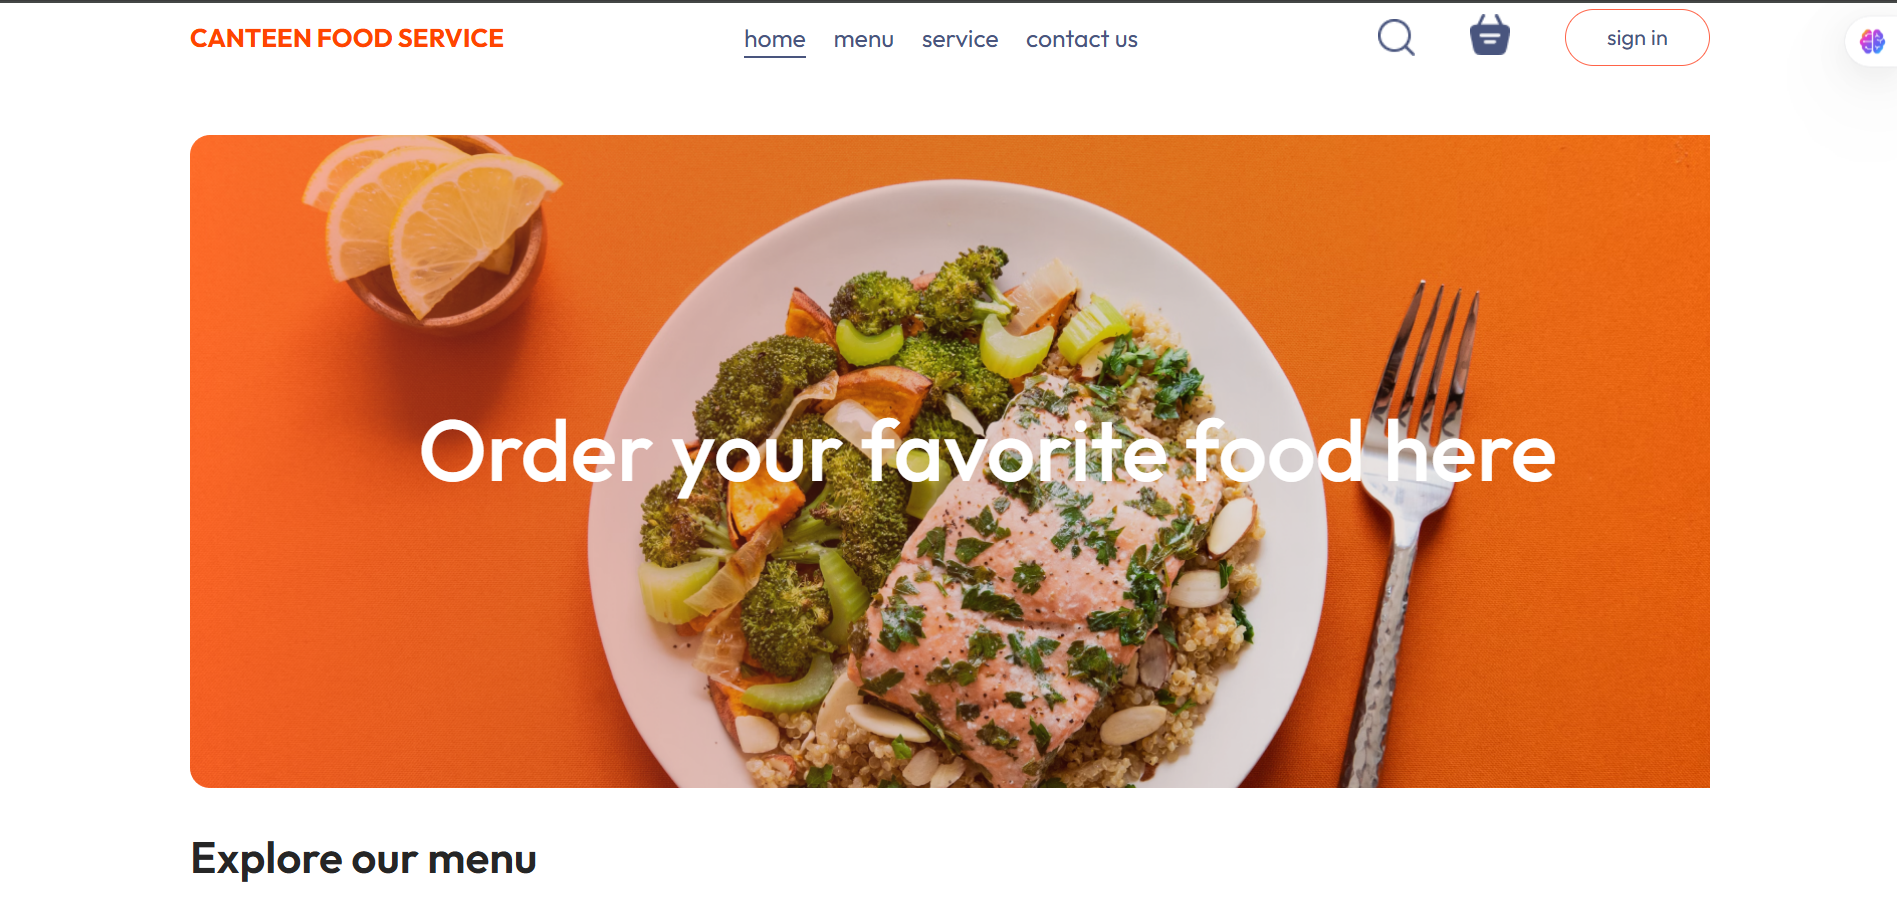 CANTEEN FOOD SERVICE
home menu service contact us
sign in
Order your favorite food here
Explore our menu